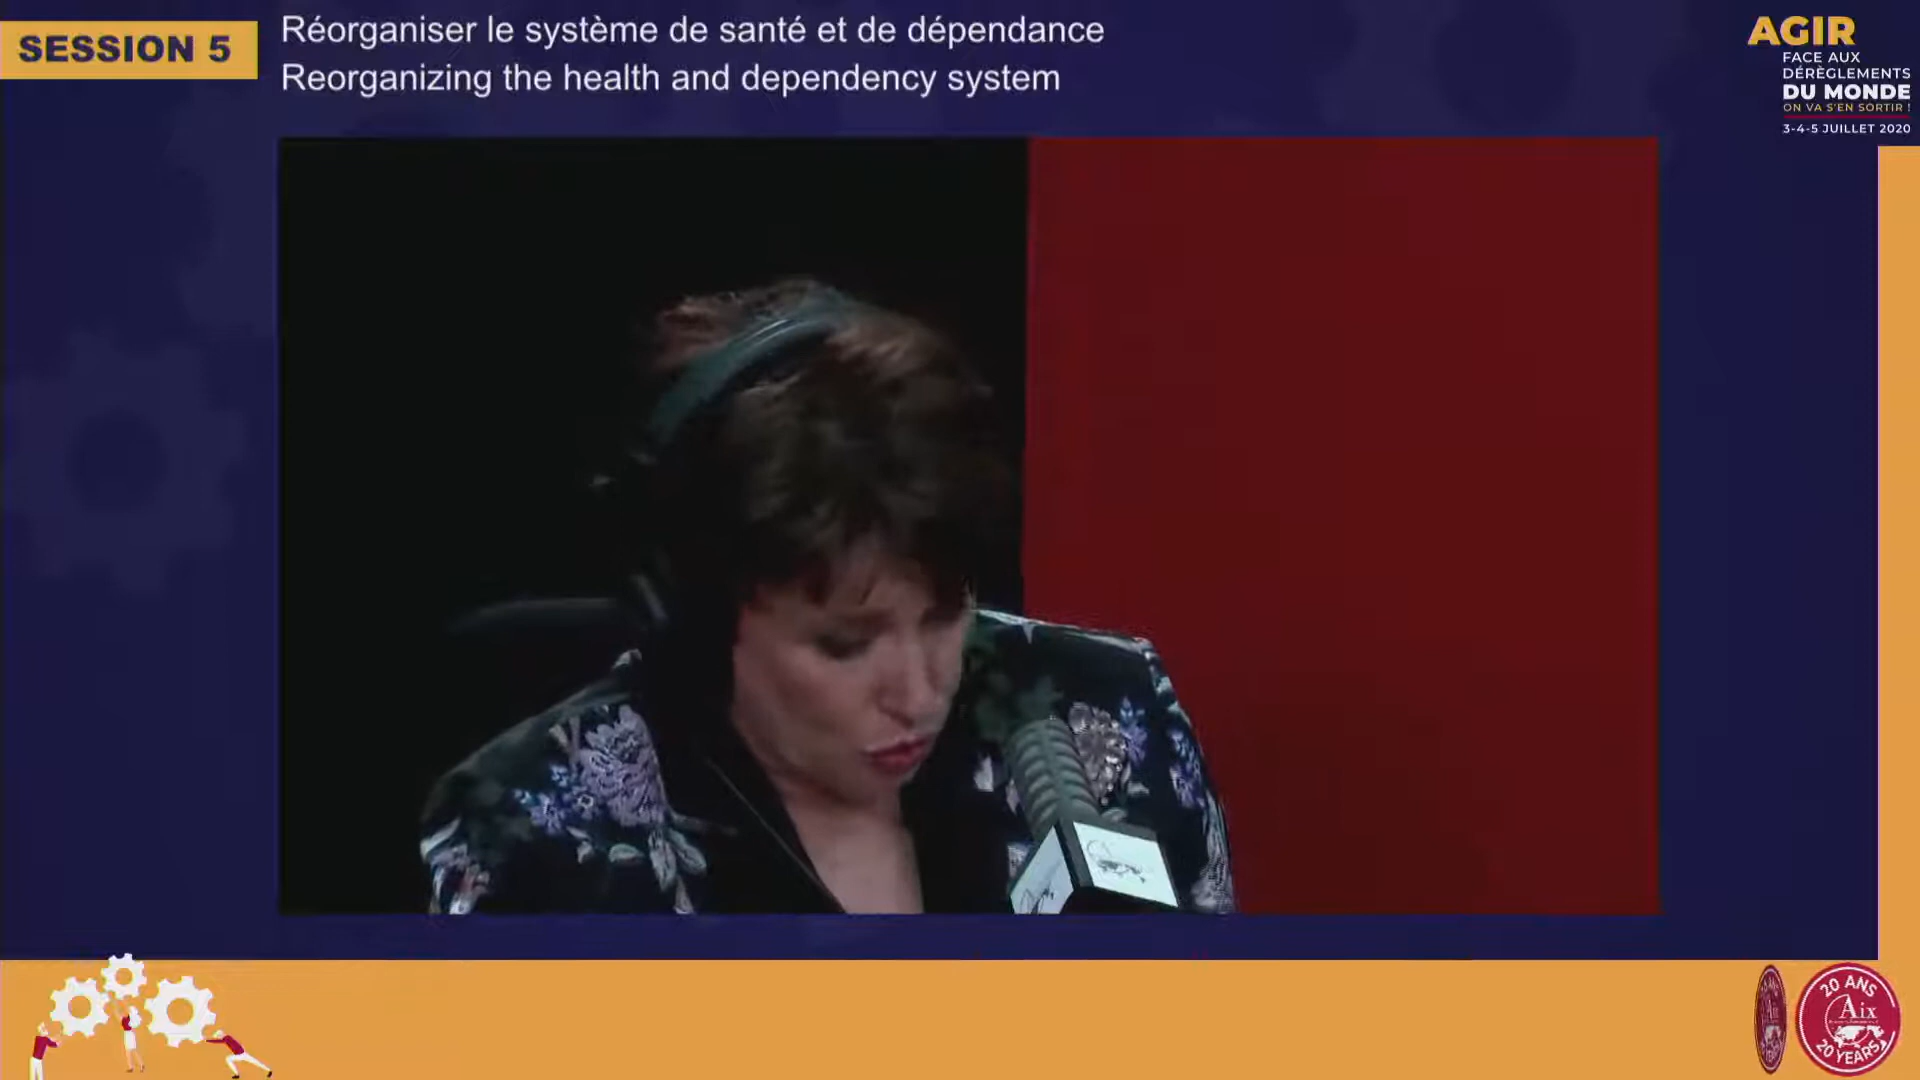 SESSION 5
Réorganiser le système de santé et de dépendance
Reorganizing the health and dependency system
AGIR
FACE AUX
DÉRÈGLEMENTS
DU MONDE
ON VA S'EN SORTIR !
3-4-5 JUILLET 2020
20 ANS
Aix
20 YEARS